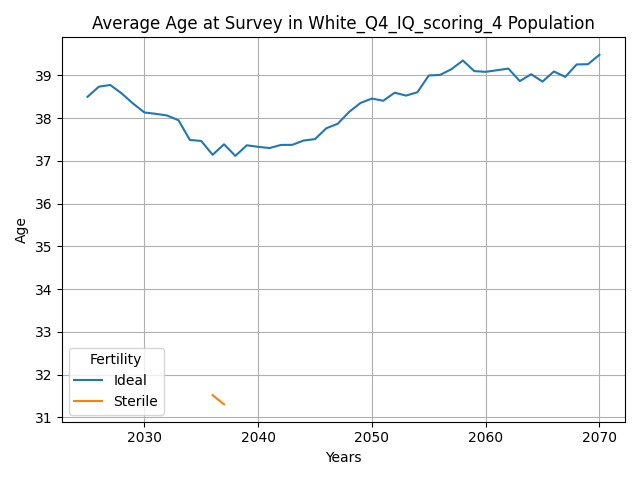 Average Age at Survey in White_Q4_IQ_scoring_4 Population
39
38
37
36
35
34
33
32
31
Age
Fertility
Ideal
Sterile
2030 2040 2050 2060 2070
Years